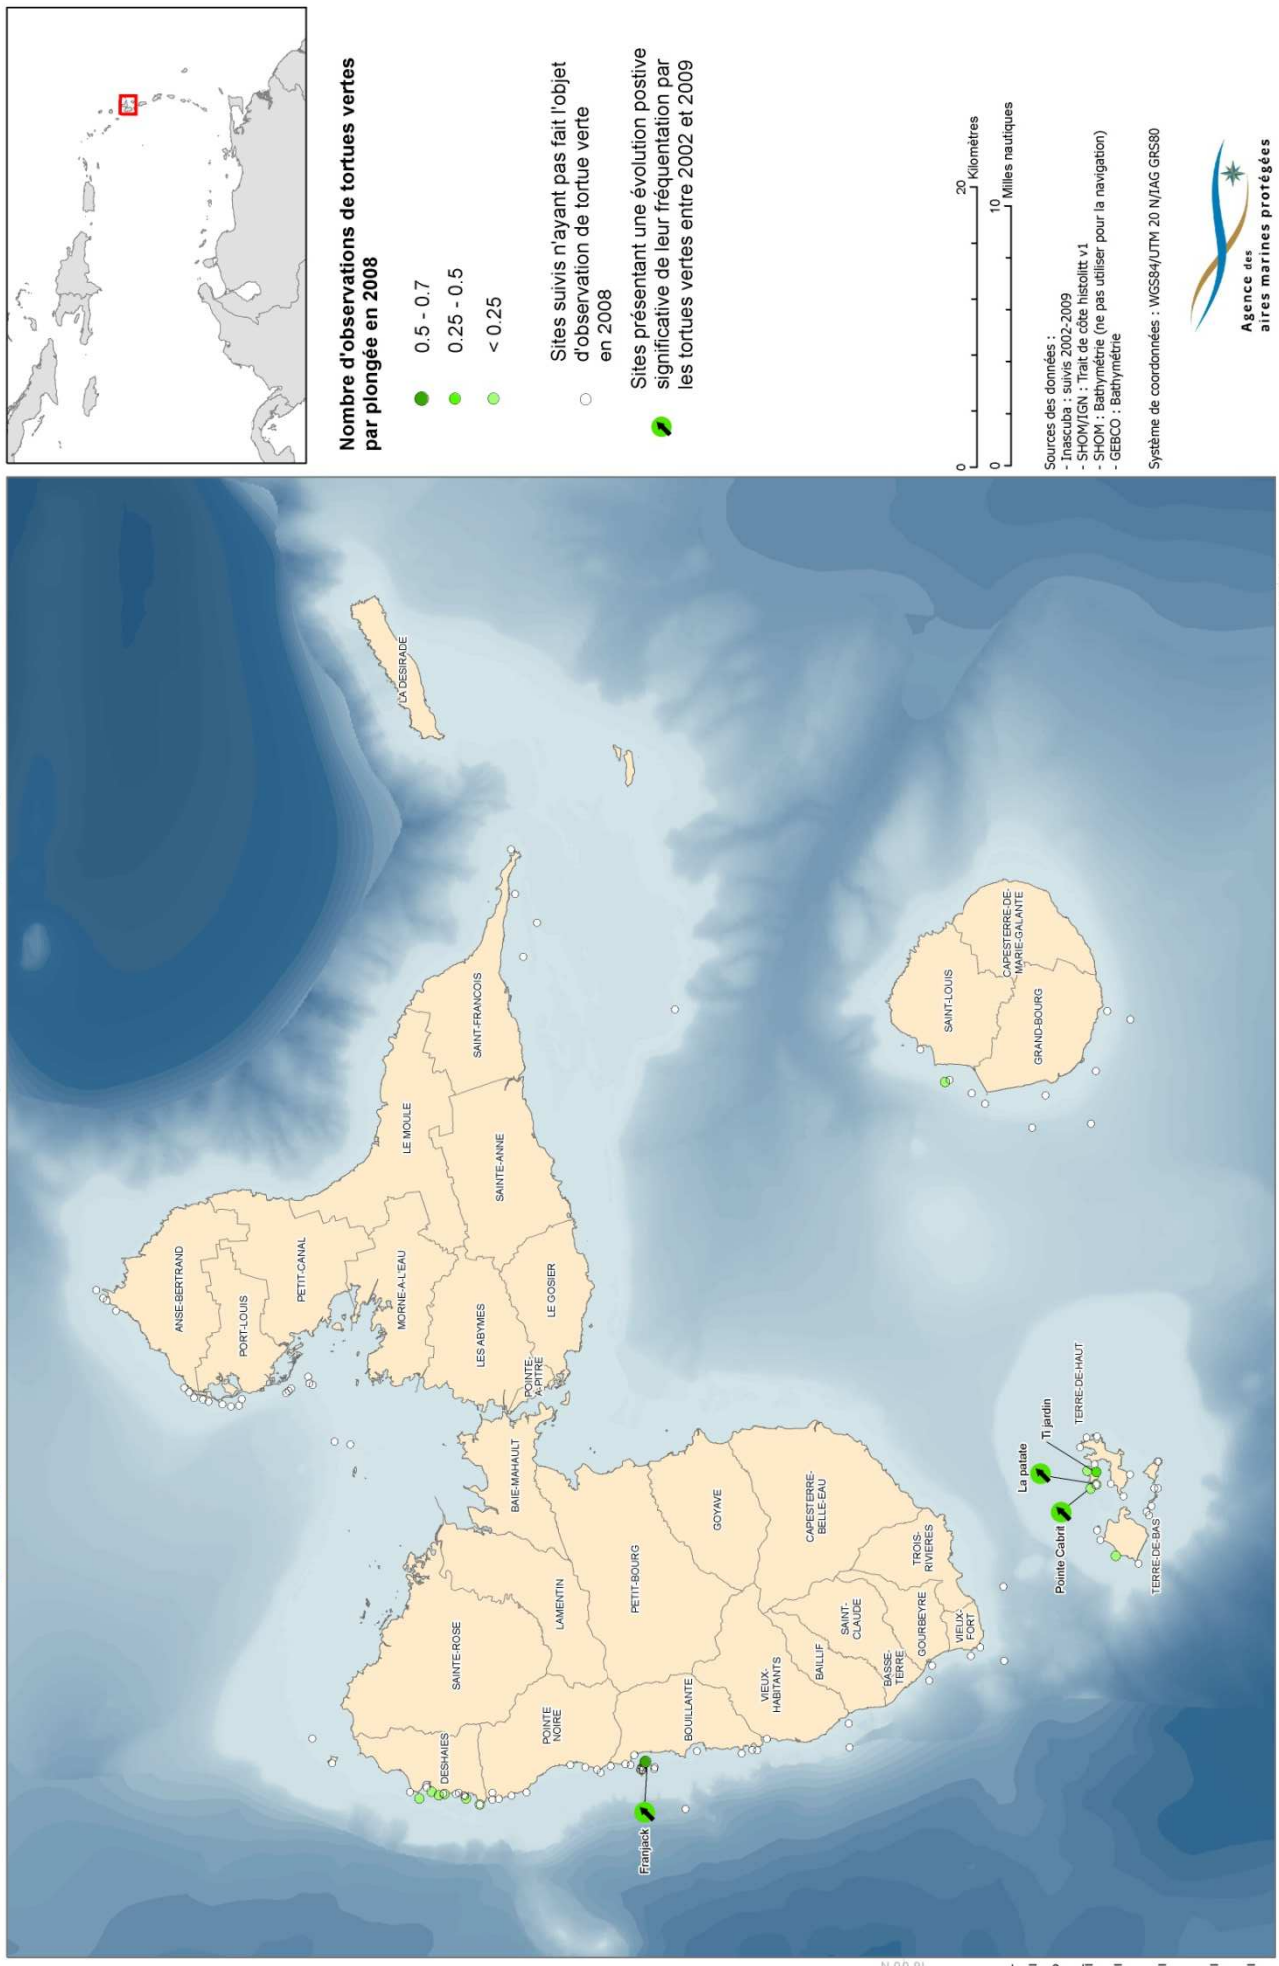 Nombre d'observations de tortues vertes
par plongée en 2008
0.5 - 0.7
0.25 - 0.5
< 0.25
Sites suivis n'ayant pas fait l'objet
d'observation de tortue verte
en 2008
Sites présentant une évolution postive
significative de leur fréquentation par
les tortues vertes entre 2002 et 2009
0
20
Kilomètres
0
10
Milles nautiques
Sources des données :
- Inascuba : suivis 2002-2009
- SHOM/IGN : Trait de côte histolitt v1
- SHOM : Bathymétrie (ne pas utiliser pour la navigation)
- GEBCO : Bathymétrie
Système de coordonnées : WGS84/UTM 20 N/IAG GRS80
Agence des
aires marines protégées
ANSE-BERTRAND
PORT-LOUIS
PETIT-CANAL
MORNE-A-L'EAU
LE MOULE
LES ABYMES
SAINTE-ANNE
SAINT-FRANCOIS
LE GOSIER
POINTE-
A-PITRE
LA DESIRADE
BAIE-MAHAULT
SAINTE-ROSE
DESHAIES
LAMENTIN
POINTE
NOIRE
PETIT-BOURG
GOYAVE
BOUILLANTE
VIEUX-
HABITANTS
CAPESTERRE-
BELLE-EAU
BAILLIF
SAINT-
CLAUDE
BASSE-
TERRE
GOURBEYRE
TROIS-
RIVIERES
VIEUX-
FORT
Franjack
La patate
Ti jardin
Pointe Cabrit
TERRE-DE-HAUT
TERRE-DE-BAS
SAINT-LOUIS
CAPESTERRE-DE-
MARIE-GALANTE
GRAND-BOURG